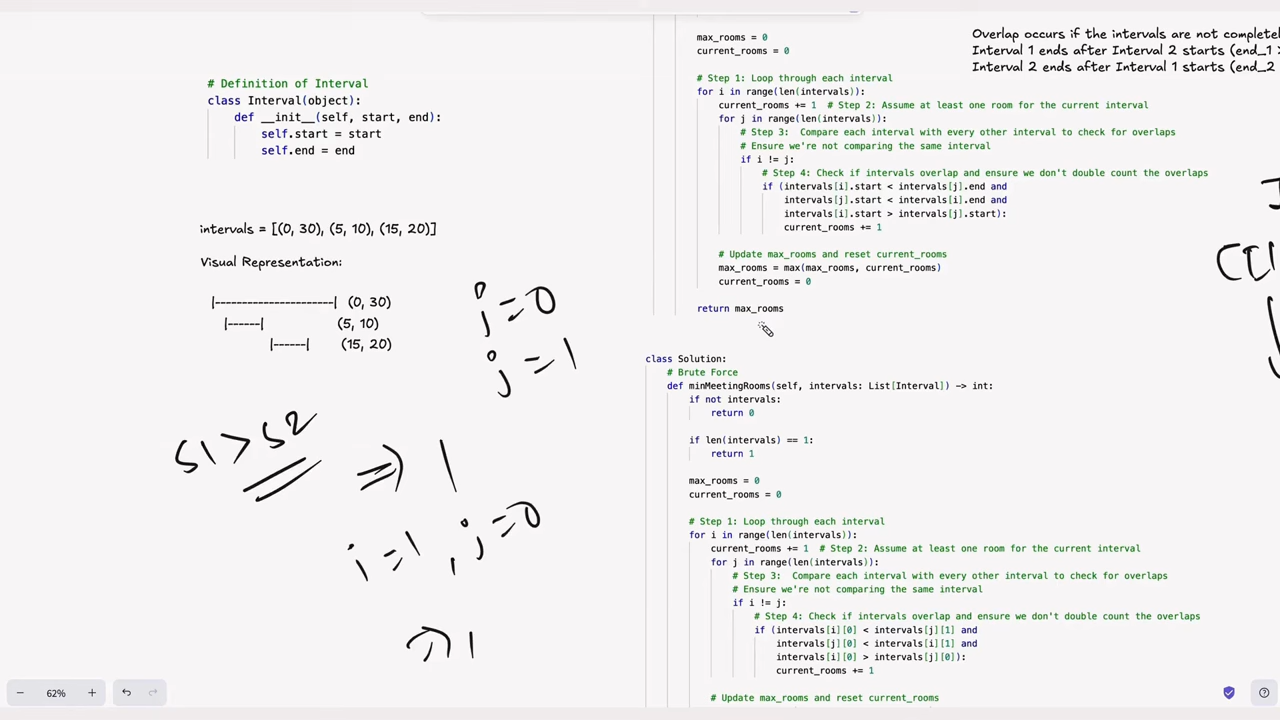 # Definition of Interval
class Interval(object):
def __init__(self, start, end):
self.start = start
self.end = end
intervals = [(0, 30), (5, 10), (15, 20)]
Visual Representation:
|----------------------| (0, 30)
|------| (5, 10)
|------| (15, 20)
j=0
j=1
S1>S2
⇒ 1
i=1, j=0
⇒ 1
max_rooms = 0
current_rooms = 0
# Step 1: Loop through each interval
for i in range(len(intervals)):
current_rooms += 1 # Step 2: Assume at least one room for the current interval
for j in range(len(intervals)):
# Step 3: Compare each interval with every other interval to check for overlaps
# Ensure we're not comparing the same interval
if i != j:
# Step 4: Check if intervals overlap and ensure we don't double count the overlaps
if (intervals[i].start < intervals[j].end and
intervals[j].start < intervals[i].end and
intervals[i].start > intervals[j].start):
current_rooms += 1
# Update max_rooms and reset current_rooms
max_rooms = max(max_rooms, current_rooms)
current_rooms = 0
return max_rooms
class Solution:
# Brute Force
def minMeetingRooms(self, intervals: List[Interval]) -> int:
if not intervals:
return 0
if len(intervals) == 1:
return 1
max_rooms = 0
current_rooms = 0
# Step 1: Loop through each interval
for i in range(len(intervals)):
current_rooms += 1 # Step 2: Assume at least one room for the current interval
for j in range(len(intervals)):
# Step 3: Compare each interval with every other interval to check for overlaps
# Ensure we're not comparing the same interval
if i != j:
# Step 4: Check if intervals overlap and ensure we don't double count the overlaps
if (intervals[i][0] < intervals[j][1] and
intervals[j][0] < intervals[i][1] and
intervals[i][0] > intervals[j][0]):
current_rooms += 1
# Update max_rooms and reset current_rooms
Overlap occurs if the intervals are not
Interval 1 ends after Interval 2 starts (end_1 >
Interval 2 ends after Interval 1 starts (end_2
62%